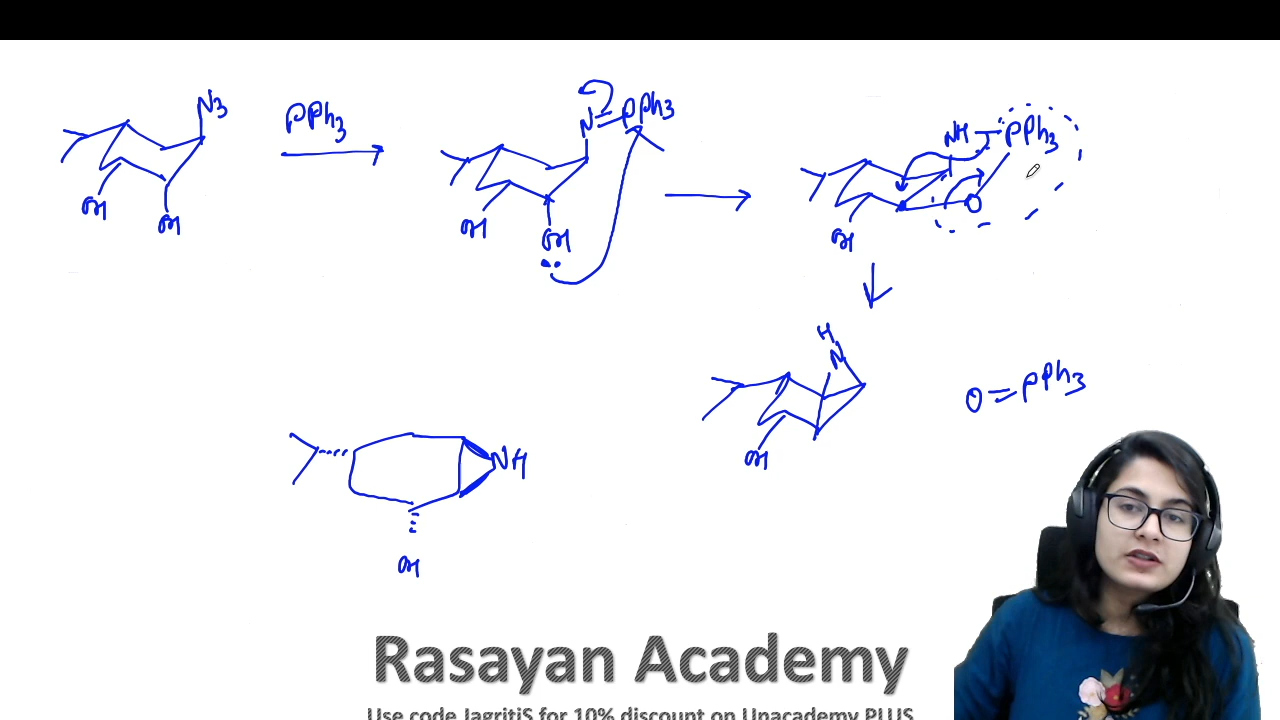 N3
PPh3
OH
OH
N=PPh3
OH
OH
NH-PPh3
O
OH
H
N
OH
O=PPh3
NH
OH
Rasayan Academy
Use code JagritiS for 10% discount on Unacademy PLUS